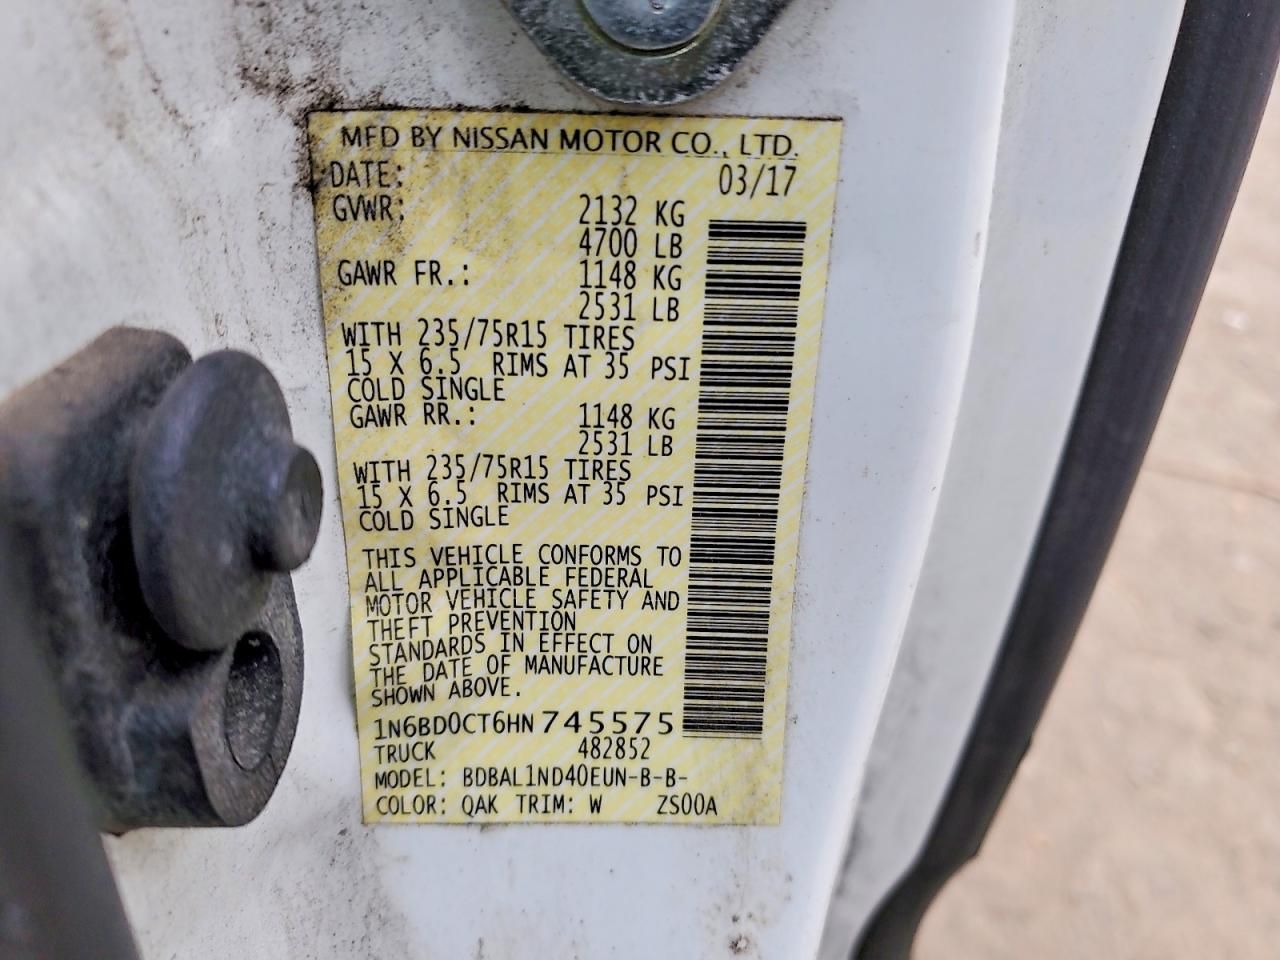 MFD BY NISSAN MOTOR CO., LTD.
DATE: 03/17
GVWR: 2132 KG
4700 LB
GAWR FR.: 1148 KG
2531 LB
WITH 235/75R15 TIRES
15 X 6.5 RIMS AT 35 PSI
COLD SINGLE
GAWR RR.: 1148 KG
2531 LB
WITH 235/75R15 TIRES
15 X 6.5 RIMS AT 35 PSI
COLD SINGLE
THIS VEHICLE CONFORMS TO
ALL APPLICABLE FEDERAL
MOTOR VEHICLE SAFETY AND
THEFT PREVENTION
STANDARDS IN EFFECT ON
THE DATE OF MANUFACTURE
SHOWN ABOVE.
1N6BD0CT6HN745575
TRUCK 482852
MODEL: BDBAL1ND40EUN-B-B-
COLOR: QAK TRIM: W ZS00A